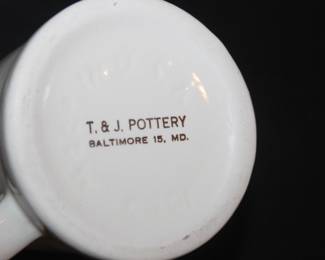 T. & J. POTTERY
BALTIMORE 15, MD.